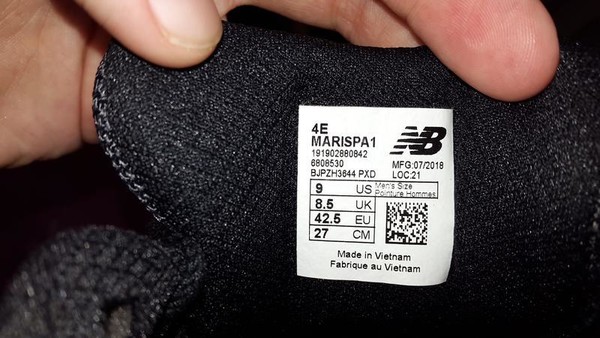 4E
MARISPA1
191902880842
6808530
BJPZH3644 PXD
NB
MFG:07/2018
LOC:21
9 US Men's Size
Pointure Hommes
8.5 UK
42.5 EU
27 CM
Made in Vietnam
Fabrique au Vietnam